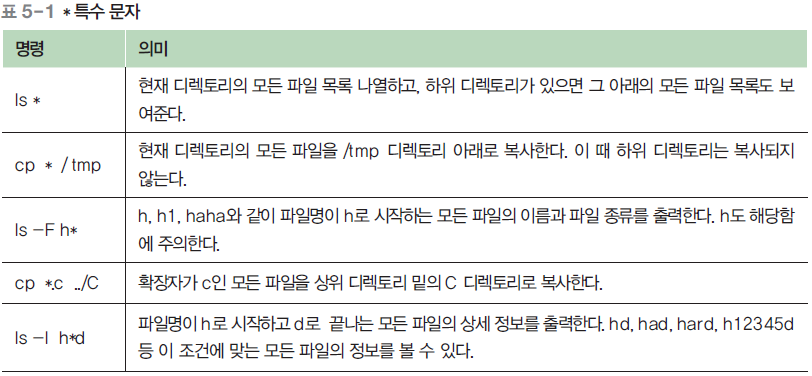 표 5-1 * 특수 문자
명령 의미
ls *
현재 디렉토리의 모든 파일 목록 나열하고, 하위 디렉토리가 있으면 그 아래의 모든 파일 목록도 보
여준다.
cp * / tmp
현재 디렉토리의 모든 파일을 /tmp 디렉토리 아래로 복사한다. 이 때 하위 디렉토리는 복사되지
않는다.
ls -F h*
h, h1, haha와 같이 파일명이 h로 시작하는 모든 파일의 이름과 파일 종류를 출력한다. h도 해당함
에 주의한다.
cp *.c ../C 확장자가 c인 모든 파일을 상위 디렉토리 밑의 C 디렉토리로 복사한다.
ls -l h*d
파일명이 h로 시작하고 d로 끝나는 모든 파일의 상세 정보를 출력한다. hd, had, hard, h12345d
등 이 조건에 맞는 모든 파일의 정보를 볼 수 있다.